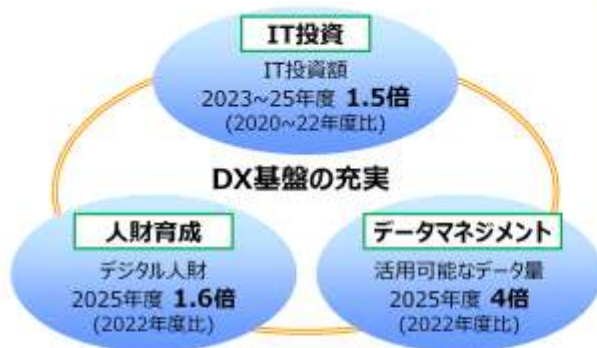 IT投資
IT投資額
2023~25年度 1.5倍
(2020~22年度比)
DX基盤の充実
人財育成
デジタル人財
2025年度 1.6倍
(2022年度比)
データマネジメント
活用可能なデータ量
2025年度 4倍
(2022年度比)